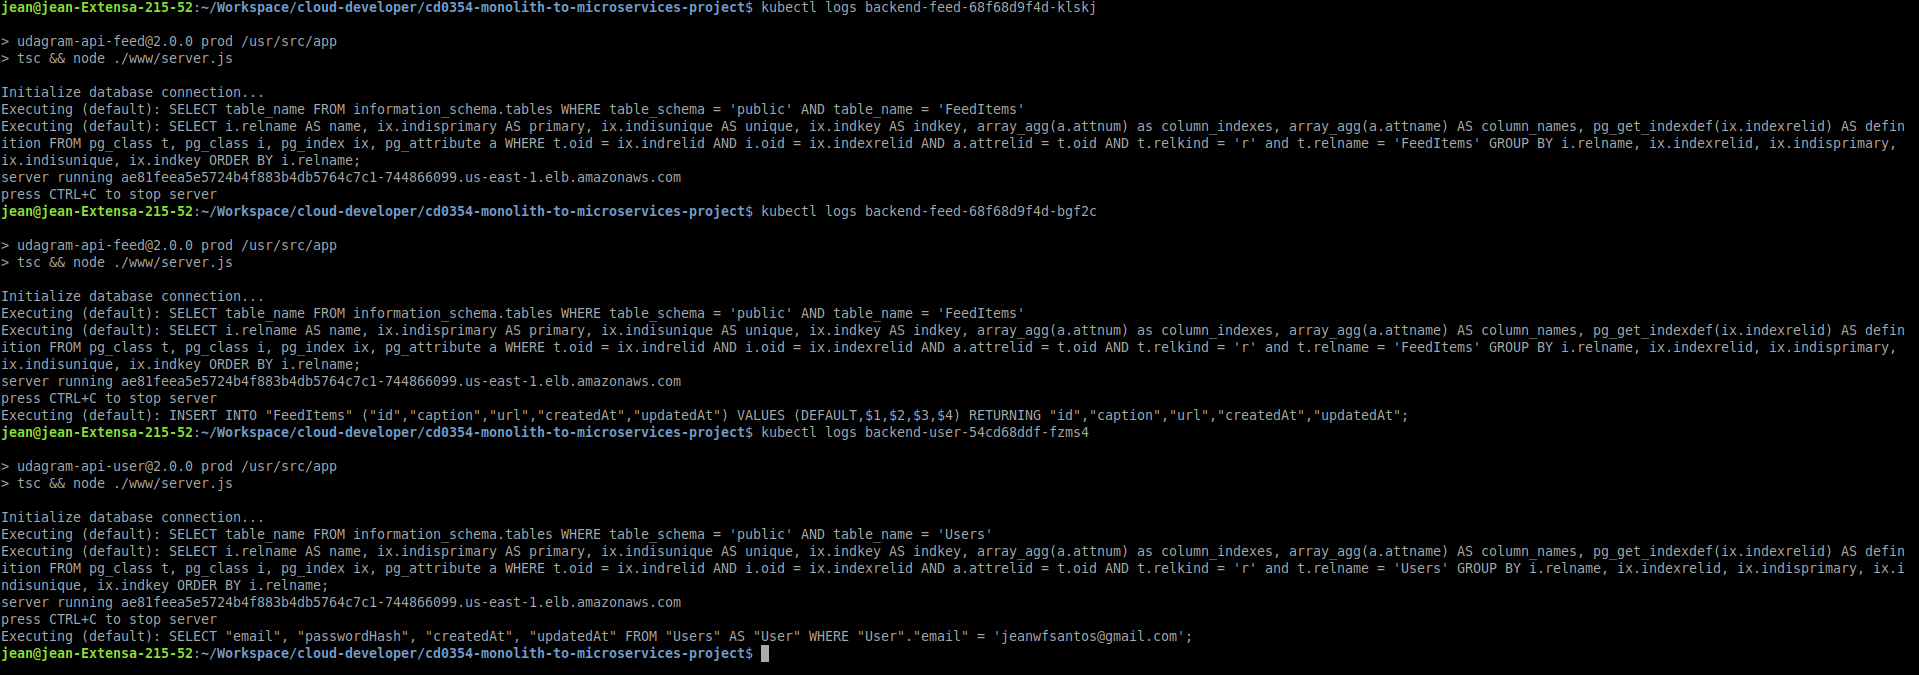 jean@jean-Extensa-215-52:~/Workspace/cloud-developer/cd0354-monolith-to-microservices-project$ kubectl logs backend-feed-68f68d9f4d-klskj
> udagram-api-feed@2.0.0 prod /usr/src/app
> tsc && node ./www/server.js
Initialize database connection...
Executing (default): SELECT table_name FROM information_schema.tables WHERE table_schema = 'public' AND table_name = 'FeedItems'
Executing (default): SELECT i.relname AS name, ix.indisprimary AS primary, ix.indisunique AS unique, ix.indkey AS indkey, array_agg(a.attnum) as column_indexes, array_agg(a.attname) AS column_names, pg_get_indexdef(ix.indexrelid) AS defin
ition FROM pg_class t, pg_class i, pg_index ix, pg_attribute a WHERE t.oid = ix.indrelid AND i.oid = ix.indexrelid AND a.attrelid = t.oid AND t.relkind = 'r' and t.relname = 'FeedItems' GROUP BY i.relname, ix.indexrelid, ix.indisprimary,
ix.indisunique, ix.indkey ORDER BY i.relname;
server running ae81feea5e5724b4f883b4db5764c7c1-744866099.us-east-1.elb.amazonaws.com
press CTRL+C to stop server
jean@jean-Extensa-215-52:~/Workspace/cloud-developer/cd0354-monolith-to-microservices-project$ kubectl logs backend-feed-68f68d9f4d-bgf2c
> udagram-api-feed@2.0.0 prod /usr/src/app
> tsc && node ./www/server.js
Initialize database connection...
Executing (default): SELECT table_name FROM information_schema.tables WHERE table_schema = 'public' AND table_name = 'FeedItems'
Executing (default): SELECT i.relname AS name, ix.indisprimary AS primary, ix.indisunique AS unique, ix.indkey AS indkey, array_agg(a.attnum) as column_indexes, array_agg(a.attname) AS column_names, pg_get_indexdef(ix.indexrelid) AS defin
ition FROM pg_class t, pg_class i, pg_index ix, pg_attribute a WHERE t.oid = ix.indrelid AND i.oid = ix.indexrelid AND a.attrelid = t.oid AND t.relkind = 'r' and t.relname = 'FeedItems' GROUP BY i.relname, ix.indexrelid, ix.indisprimary,
ix.indisunique, ix.indkey ORDER BY i.relname;
server running ae81feea5e5724b4f883b4db5764c7c1-744866099.us-east-1.elb.amazonaws.com
press CTRL+C to stop server
Executing (default): INSERT INTO "FeedItems" ("id","caption","url","createdAt","updatedAt") VALUES (DEFAULT,$1,$2,$3,$4) RETURNING "id","caption","url","createdAt","updatedAt";
jean@jean-Extensa-215-52:~/Workspace/cloud-developer/cd0354-monolith-to-microservices-project$ kubectl logs backend-user-54cd68ddf-fzms4
> udagram-api-user@2.0.0 prod /usr/src/app
> tsc && node ./www/server.js
Initialize database connection...
Executing (default): SELECT table_name FROM information_schema.tables WHERE table_schema = 'public' AND table_name = 'Users'
Executing (default): SELECT i.relname AS name, ix.indisprimary AS primary, ix.indisunique AS unique, ix.indkey AS indkey, array_agg(a.attnum) as column_indexes, array_agg(a.attname) AS column_names, pg_get_indexdef(ix.indexrelid) AS defin
ition FROM pg_class t, pg_class i, pg_index ix, pg_attribute a WHERE t.oid = ix.indrelid AND i.oid = ix.indexrelid AND a.attrelid = t.oid AND t.relkind = 'r' and t.relname = 'Users' GROUP BY i.relname, ix.indexrelid, ix.indisprimary, ix.i
ndisunique, ix.indkey ORDER BY i.relname;
server running ae81feea5e5724b4f883b4db5764c7c1-744866099.us-east-1.elb.amazonaws.com
press CTRL+C to stop server
Executing (default): SELECT "email", "passwordHash", "createdAt", "updatedAt" FROM "Users" AS "User" WHERE "User"."email" = 'jeanwfsantos@gmail.com';
jean@jean-Extensa-215-52:~/Workspace/cloud-developer/cd0354-monolith-to-microservices-project$